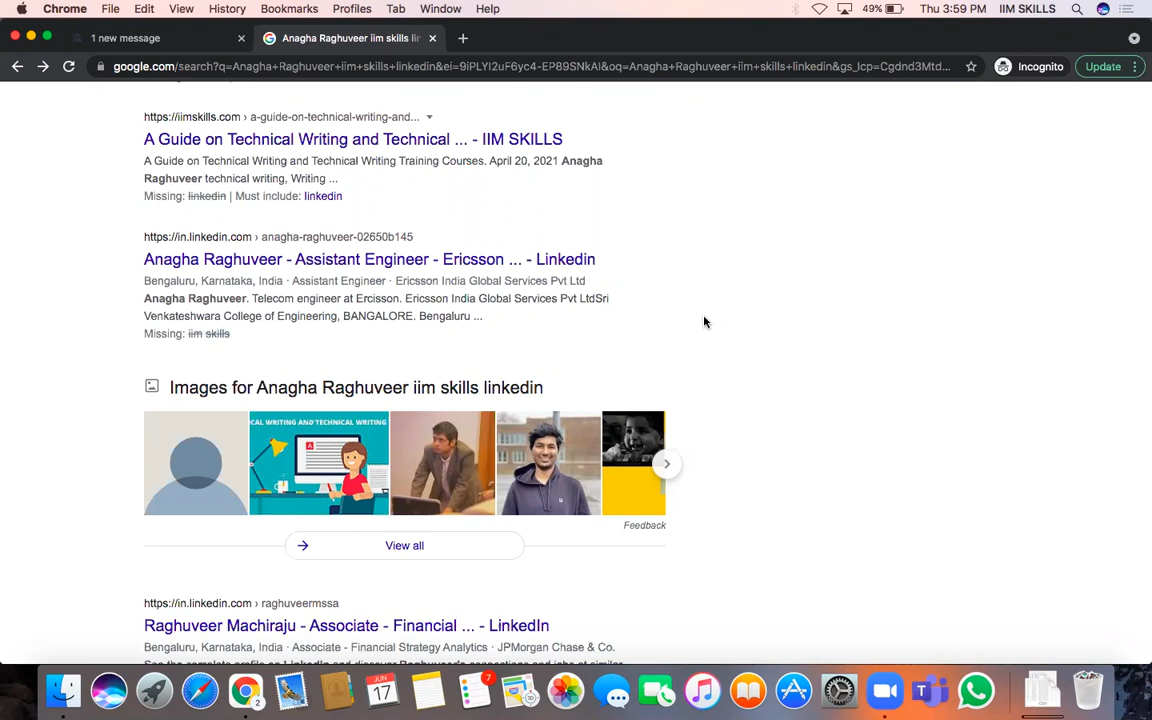 Chrome File Edit View History Bookmarks Profiles Tab Window Help 49% Thu 3:59 PM IIM SKILLS
1 new message Anagha Raghuveer iim skills lin
google.com/search?q=Anagha+Raghuveer+iim+skills+linkedin&ei=9iPLYI2uF6yc4-EP89SNkAI&oq=Anagha+Raghuveer+iim+skills+linkedin&gs_lcp=Cgdnd3Mtd... Incognito Update
https://iimskills.com › a-guide-on-technical-writing-and...
A Guide on Technical Writing and Technical ... - IIM SKILLS
A Guide on Technical Writing and Technical Writing Training Courses. April 20, 2021 Anagha
Raghuveer technical writing, Writing ...
Missing: linkedin | Must include: linkedin
https://in.linkedin.com › anagha-raghuveer-02650b145
Anagha Raghuveer - Assistant Engineer - Ericsson ... - Linkedin
Bengaluru, Karnataka, India · Assistant Engineer · Ericsson India Global Services Pvt Ltd
Anagha Raghuveer. Telecom engineer at Ercisson. Ericsson India Global Services Pvt LtdSri
Venkateshwara College of Engineering, BANGALORE. Bengaluru ...
Missing: iim skills
Images for Anagha Raghuveer iim skills linkedin
CAL WRITING AND TECHNICAL WRITING
A
Feedback
View all
https://in.linkedin.com › raghuveermssa
Raghuveer Machiraju - Associate - Financial ... - LinkedIn
Bengaluru, Karnataka, India · Associate - Financial Strategy Analytics · JPMorgan Chase & Co.
JUN
17
7
2